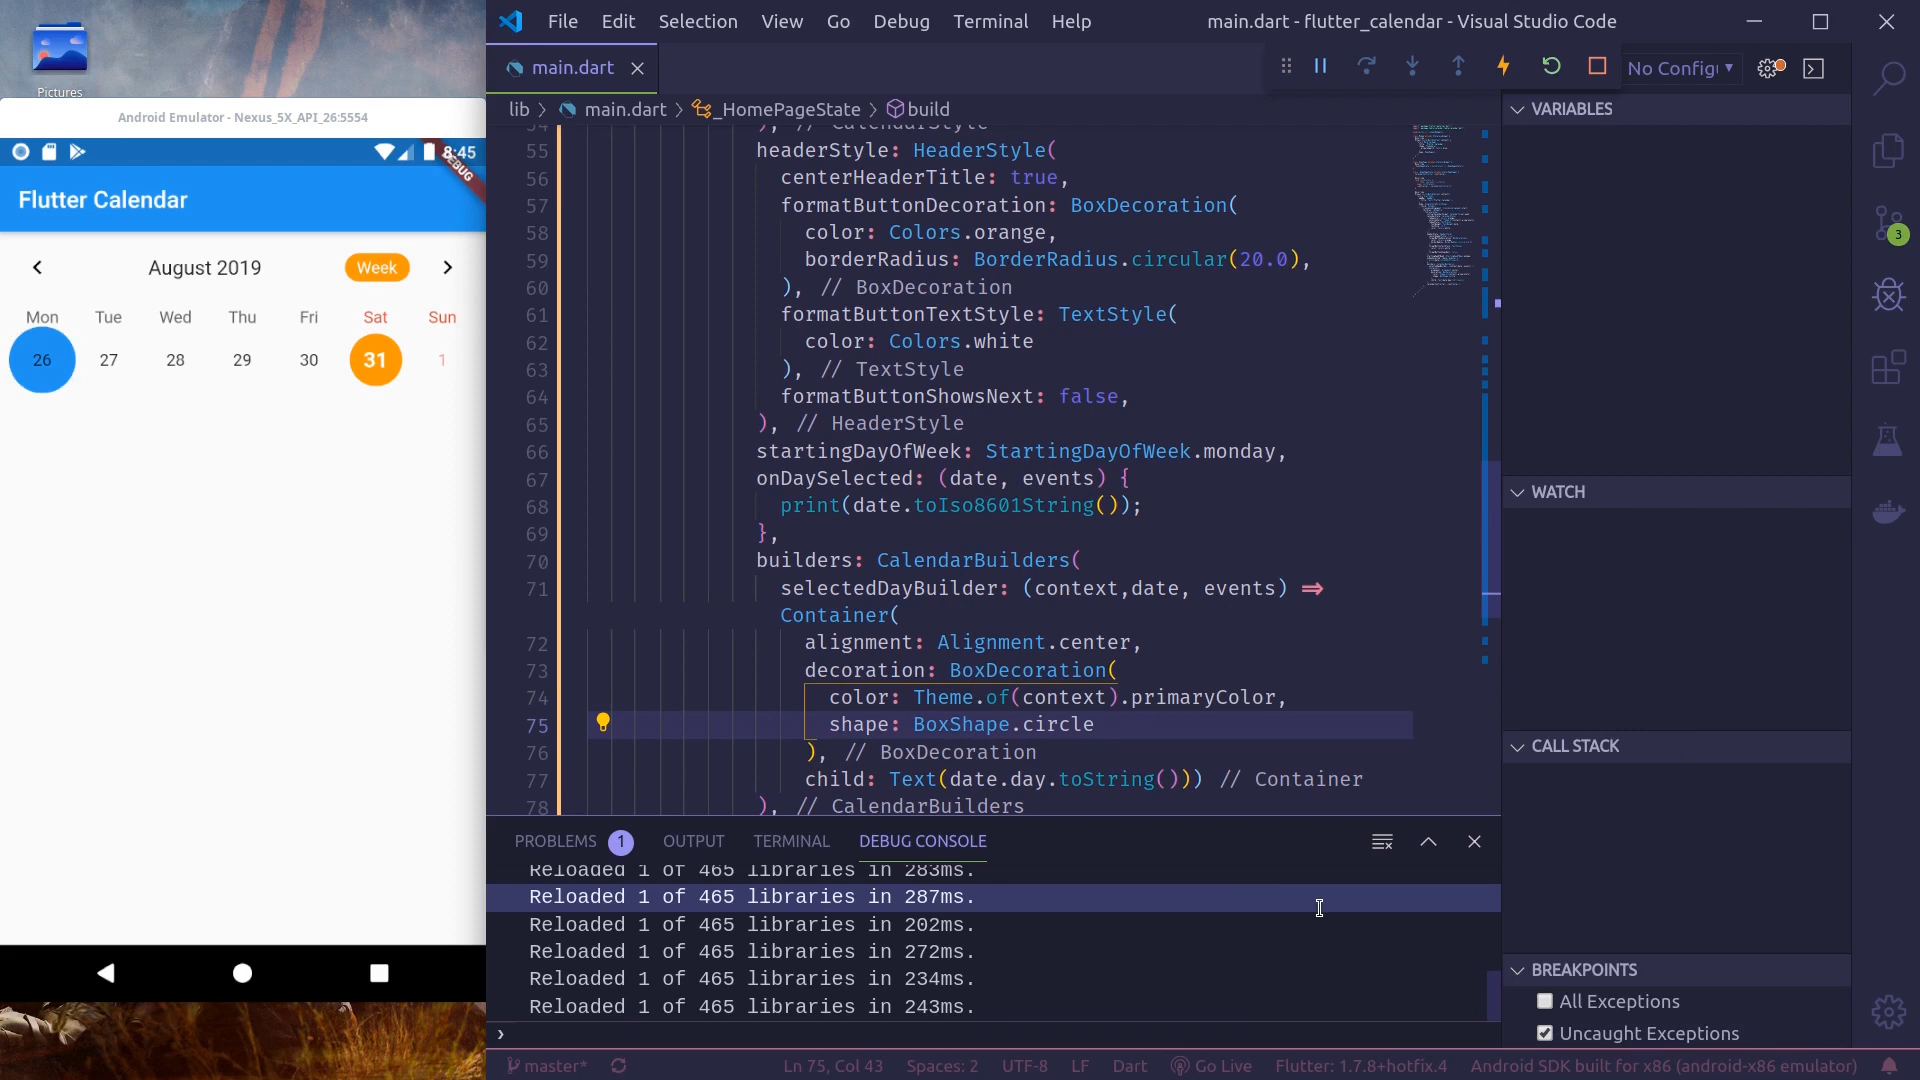 Pictures
Android Emulator - Nexus_5X_API_26:5554
8:45
DEBUG
Flutter Calendar
August 2019
Week
Mon Tue Wed Thu Fri Sat Sun
26 27 28 29 30 31 1
File Edit Selection View Go Debug Terminal Help
main.dart - flutter_calendar - Visual Studio Code
main.dart
No Config
lib > main.dart > _HomePageState > build
54 ), // CalendarStyle
55 headerStyle: HeaderStyle(
56 centerHeaderTitle: true,
57 formatButtonDecoration: BoxDecoration(
58 color: Colors.orange,
59 borderRadius: BorderRadius.circular(20.0),
60 ), // BoxDecoration
61 formatButtonTextStyle: TextStyle(
62 color: Colors.white
63 ), // TextStyle
64 formatButtonShowsNext: false,
65 ), // HeaderStyle
66 startingDayOfWeek: StartingDayOfWeek.monday,
67 onDaySelected: (date, events) {
68 print(date.toIso8601String());
69 },
70 builders: CalendarBuilders(
71 selectedDayBuilder: (context,date, events) ⇒
Container(
72 alignment: Alignment.center,
73 decoration: BoxDecoration(
74 color: Theme.of(context).primaryColor,
75 shape: BoxShape.circle
76 ), // BoxDecoration
77 child: Text(date.day.toString())) // Container
78 ), // CalendarBuilders
PROBLEMS 1 OUTPUT TERMINAL DEBUG CONSOLE
Reloaded 1 of 465 libraries in 283ms.
Reloaded 1 of 465 libraries in 287ms.
Reloaded 1 of 465 libraries in 202ms.
Reloaded 1 of 465 libraries in 272ms.
Reloaded 1 of 465 libraries in 234ms.
Reloaded 1 of 465 libraries in 243ms.
VARIABLES
WATCH
CALL STACK
BREAKPOINTS
All Exceptions
Uncaught Exceptions
3
master* Ln 75, Col 43 Spaces: 2 UTF-8 LF Dart Go Live Flutter: 1.7.8+hotfix.4 Android SDK built for x86 (android-x86 emulator)